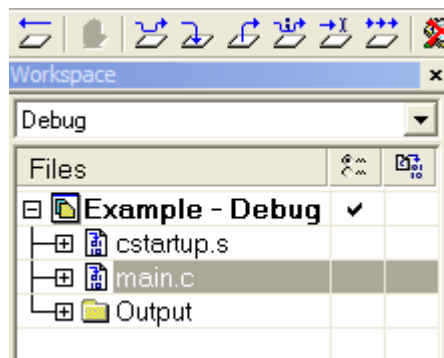 Workspace
Debug
Files
Example - Debug
cstartup.s
main.c
Output